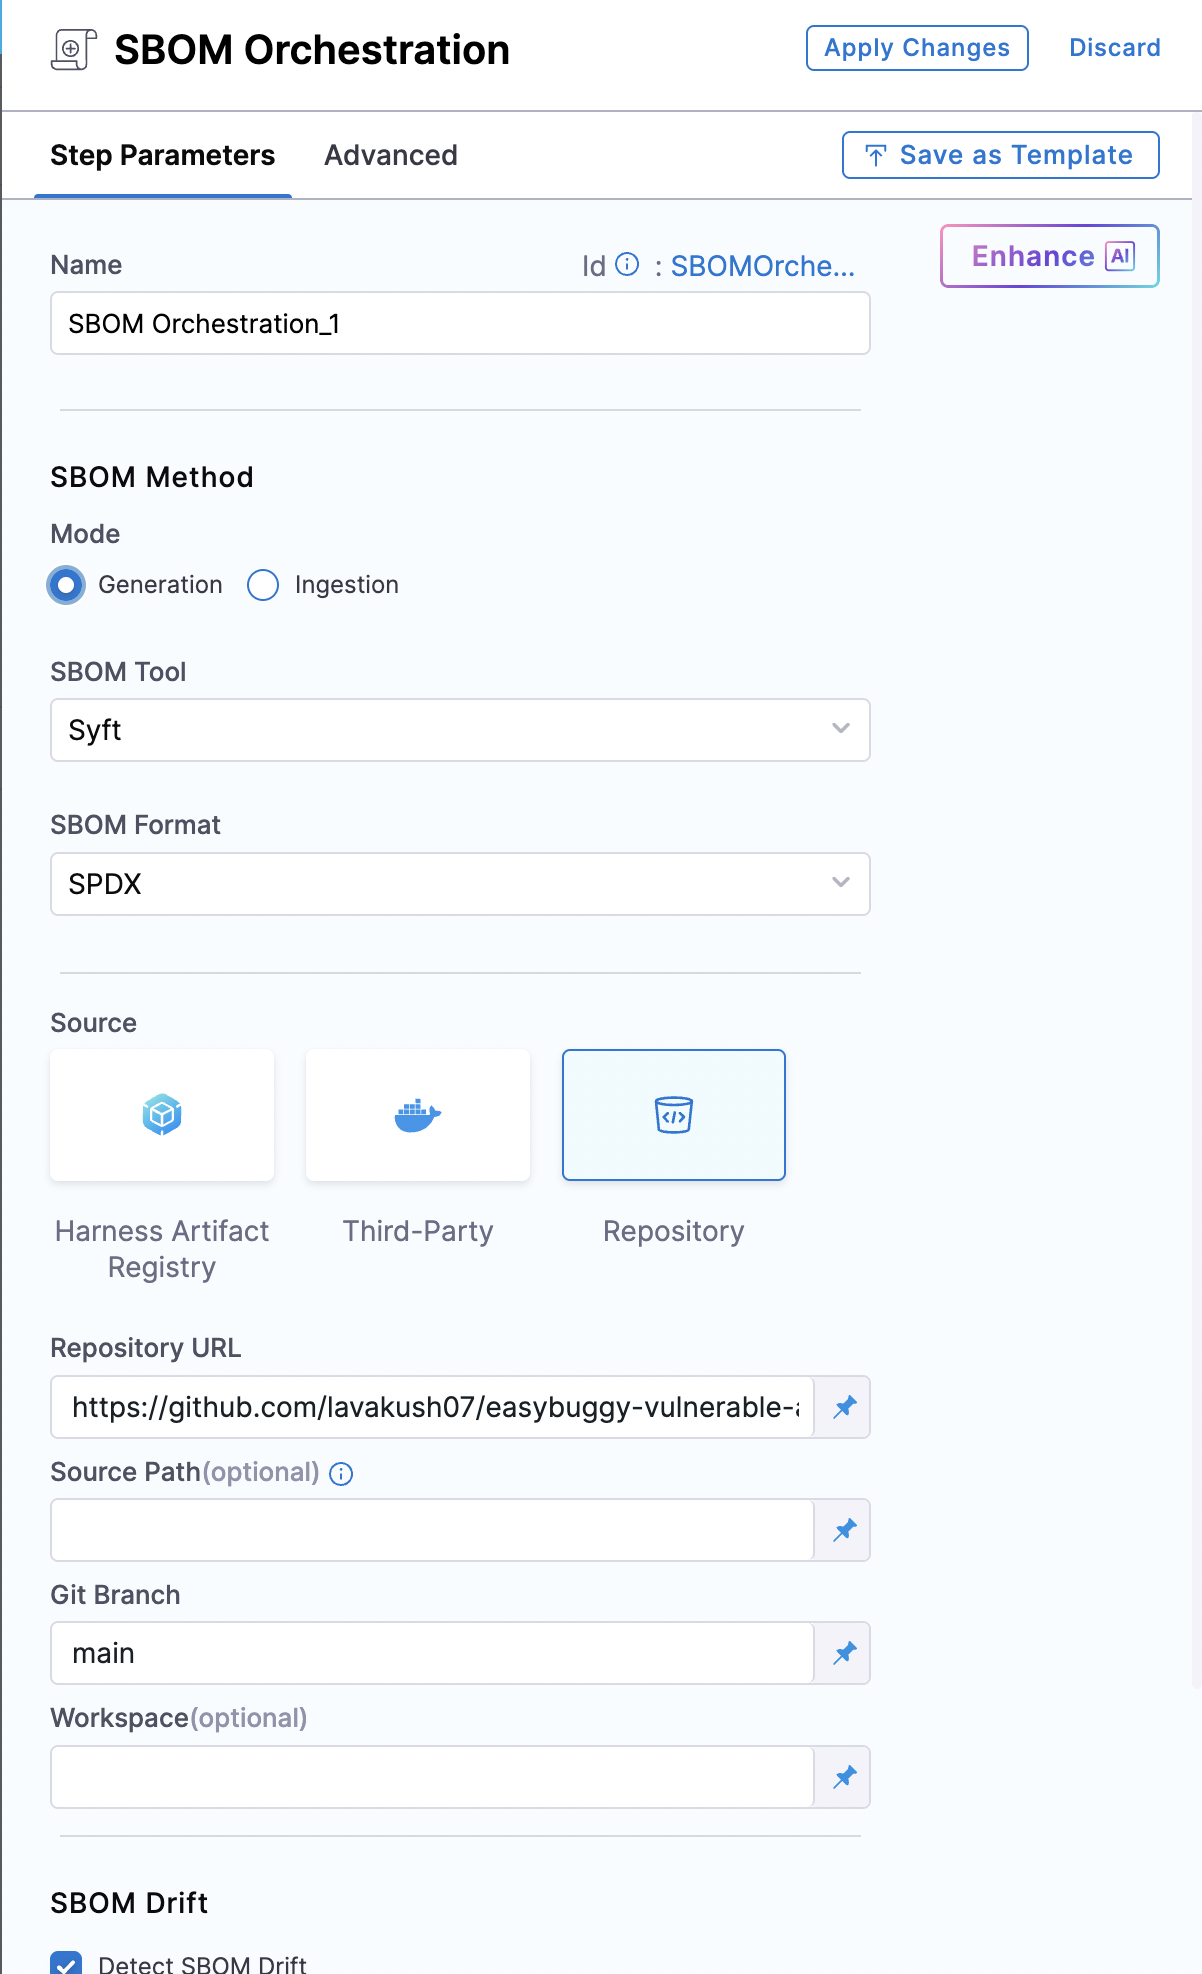 SBOM Orchestration
Apply Changes
Discard
Step Parameters
Advanced
Save as Template
Name
Id : SBOMOrche...
Enhance AI
SBOM Orchestration_1
SBOM Method
Mode
Generation
Ingestion
SBOM Tool
Syft
SBOM Format
SPDX
Source
Harness Artifact
Registry
Third-Party
Repository
Repository URL
https://github.com/lavakush07/easybuggy-vulnerable-a
Source Path(optional)
Git Branch
main
Workspace(optional)
SBOM Drift
Detect SBOM Drift